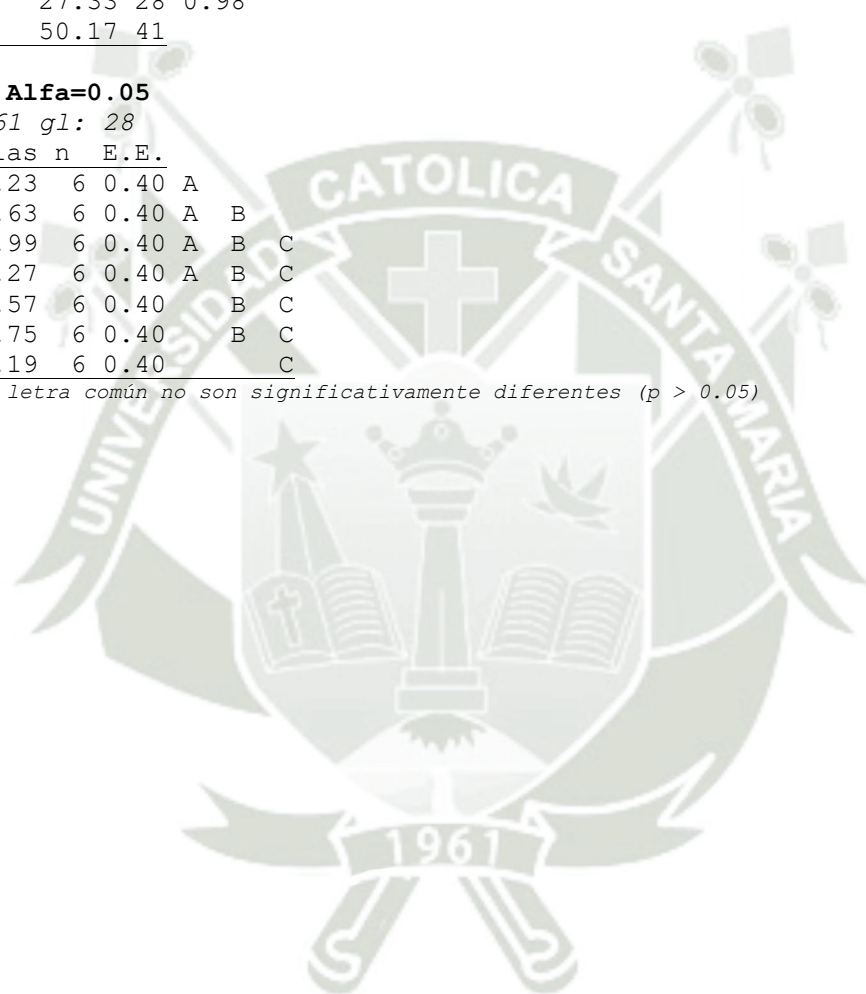 27.33 28 0.98
50.17 41
Alfa=0.05
61 gl: 28
las n E.E.
.23 6 0.40 A
.63 6 0.40 A B
.99 6 0.40 A B C
.27 6 0.40 A B C
.57 6 0.40 B C
.75 6 0.40 B C
.19 6 0.40 C
letra común no son significativamente diferentes (p > 0.05)
UNIVERSIDAD CATOLICA SANTA MARIA
1961